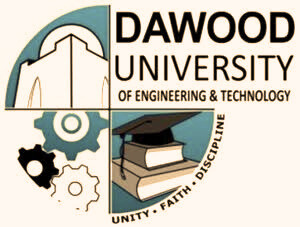 DAWOOD
UNIVERSITY
OF ENGINEERING & TECHNOLOGY
UNITY • FAITH • DISCIPLINE